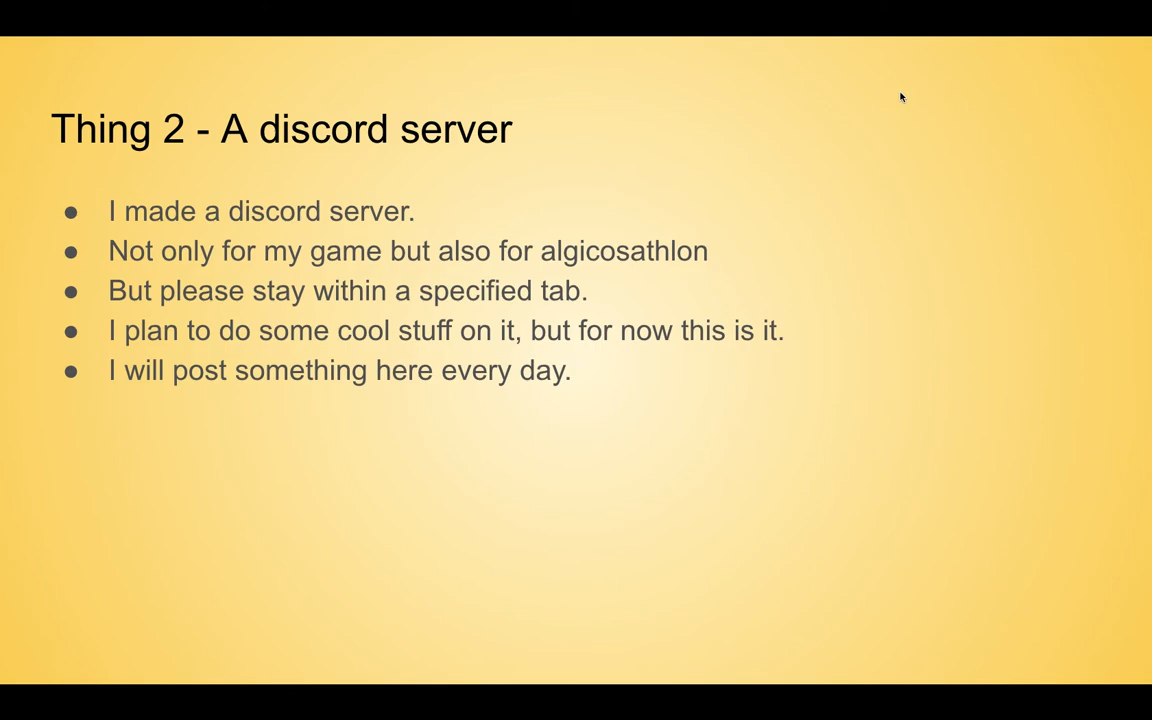 Thing 2 - A discord server
● I made a discord server.
● Not only for my game but also for algicosathlon
● But please stay within a specified tab.
● I plan to do some cool stuff on it, but for now this is it.
● I will post something here every day.